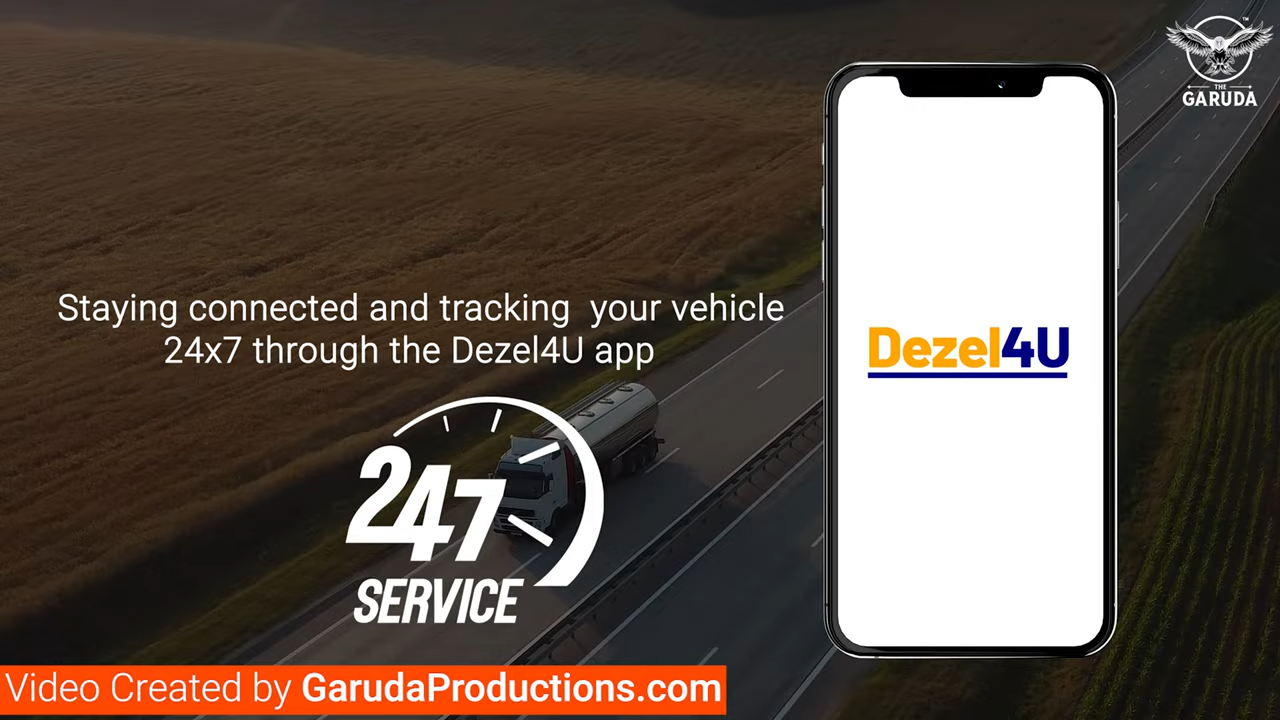 ™
THE
GARUDA
Staying connected and tracking  your vehicle
24x7 through the Dezel4U app
Dezel4U
247
SERVICE
Video Created by GarudaProductions.com